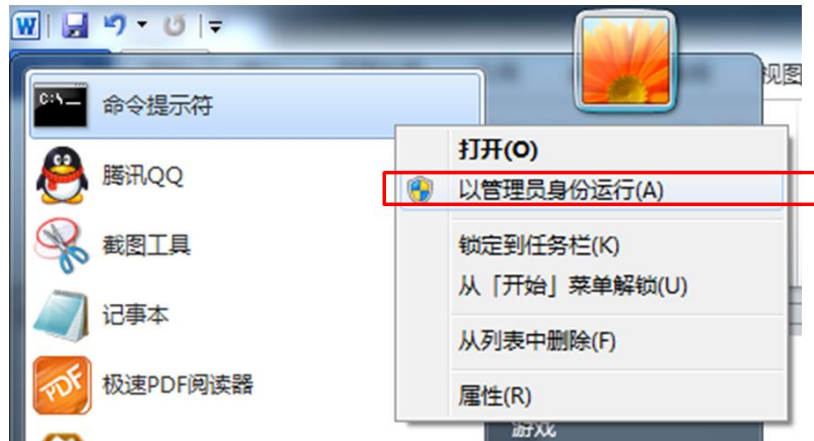 W
视图
C:\
命令提示符
腾讯QQ
截图工具
记事本
PDF
极速PDF阅读器
打开(O)
以管理员身份运行(A)
锁定到任务栏(K)
从「开始」菜单解锁(U)
从列表中删除(F)
属性(R)
游戏